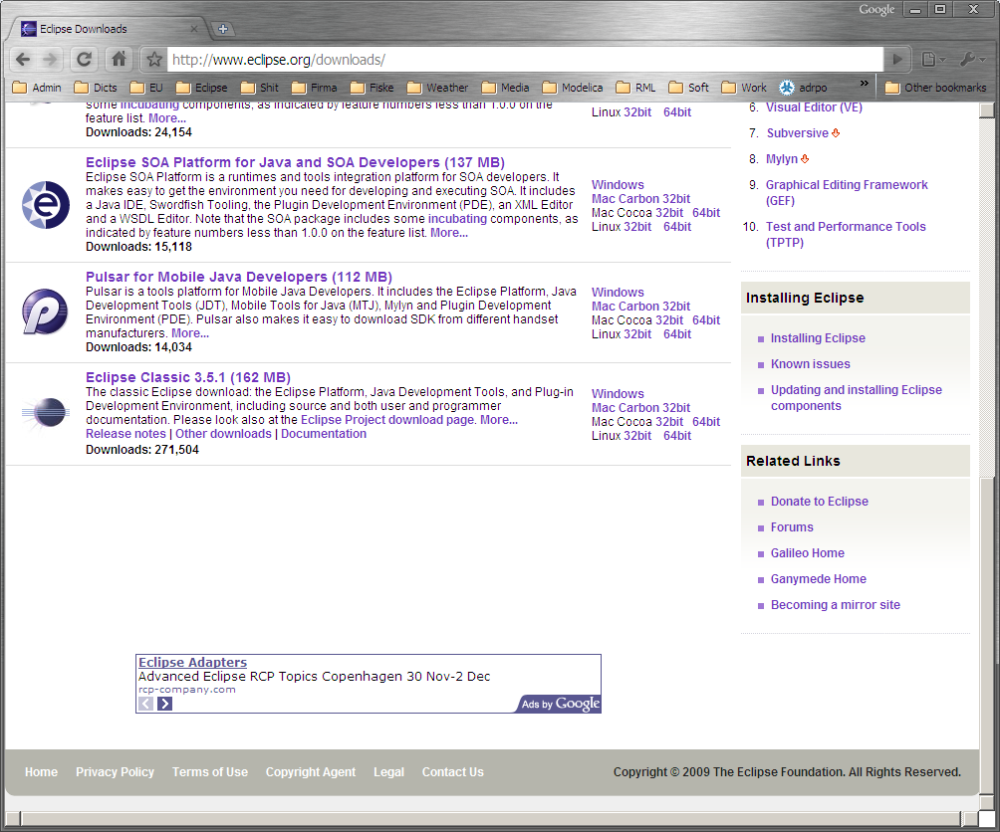 Google
Eclipse Downloads
http://www.eclipse.org/downloads/
Admin Dicts EU Eclipse Shit Firma Fiske Weather Media Modelica RML Soft Work adrpo » Other bookmarks
some incubating components, as indicated by feature numbers less than 1.0.0 on the
feature list. More...
Downloads: 24,154
Linux 32bit 64bit
Eclipse SOA Platform for Java and SOA Developers (137 MB)
Eclipse SOA Platform is a runtimes and tools integration platform for SOA developers. It
makes easy to get the environment you need for developing and executing SOA. It includes
a Java IDE, Swordfish Tooling, the Plugin Development Environment (PDE), an XML Editor
and a WSDL Editor. Note that the SOA package includes some incubating components, as
indicated by feature numbers less than 1.0.0 on the feature list. More...
Downloads: 15,118
Windows
Mac Carbon 32bit
Mac Cocoa 32bit 64bit
Linux 32bit 64bit
Pulsar for Mobile Java Developers (112 MB)
Pulsar is a tools platform for Mobile Java Developers. It includes the Eclipse Platform, Java
Development Tools (JDT), Mobile Tools for Java (MTJ), Mylyn and Plugin Development
Environment (PDE). Pulsar also makes it easy to download SDK from different handset
manufacturers. More...
Downloads: 14,034
Windows
Mac Carbon 32bit
Mac Cocoa 32bit 64bit
Linux 32bit 64bit
Eclipse Classic 3.5.1 (162 MB)
The classic Eclipse download: the Eclipse Platform, Java Development Tools, and Plug-in
Development Environment, including source and both user and programmer
documentation. Please look also at the Eclipse Project download page. More...
Release notes | Other downloads | Documentation
Downloads: 271,504
Windows
Mac Carbon 32bit
Mac Cocoa 32bit 64bit
Linux 32bit 64bit
6. Visual Editor (VE)
7. Subversive
8. Mylyn
9. Graphical Editing Framework
(GEF)
10. Test and Performance Tools
(TPTP)
Installing Eclipse
Installing Eclipse
Known issues
Updating and installing Eclipse
components
Related Links
Donate to Eclipse
Forums
Galileo Home
Ganymede Home
Becoming a mirror site
Eclipse Adapters
Advanced Eclipse RCP Topics Copenhagen 30 Nov-2 Dec
rcp-company.com
Ads by Google
Home Privacy Policy Terms of Use Copyright Agent Legal Contact Us Copyright © 2009 The Eclipse Foundation. All Rights Reserved.